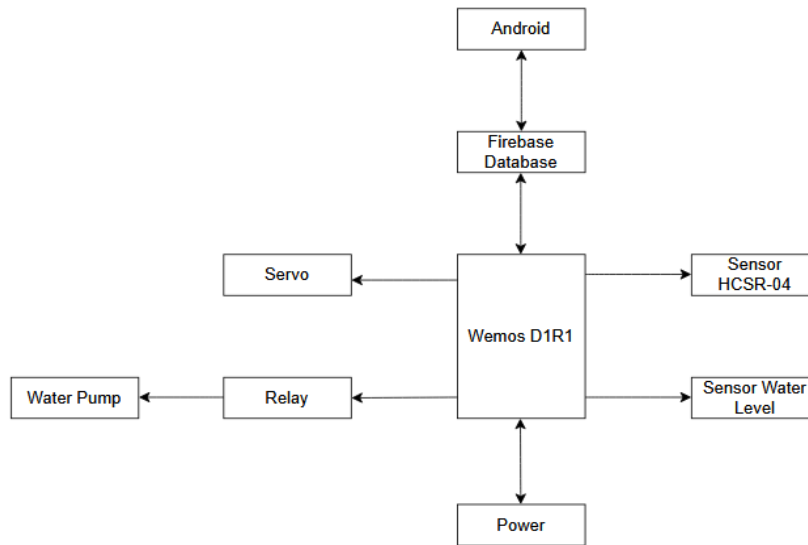 Android
Firebase
Database
Servo
Wemos D1R1
Sensor
HCSR-04
Water Pump
Relay
Sensor Water
Level
Power